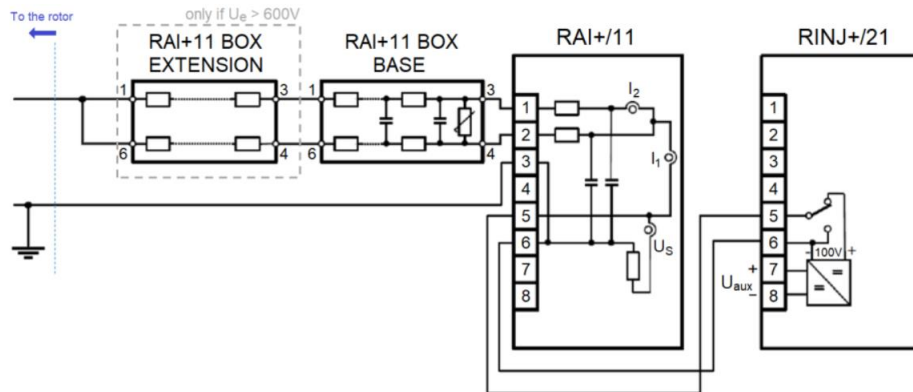 only if Ue > 600V
To the rotor
RAI+11 BOX
EXTENSION
RAI+11 BOX
BASE
RAI+/11
RINJ+/21
1
3
6
4
1
3
6
4
1
2
3
4
5
6
7
8
I2
I1
US
1
2
3
4
5
6
7
8
Uaux
+
−
- 100V +
=
=